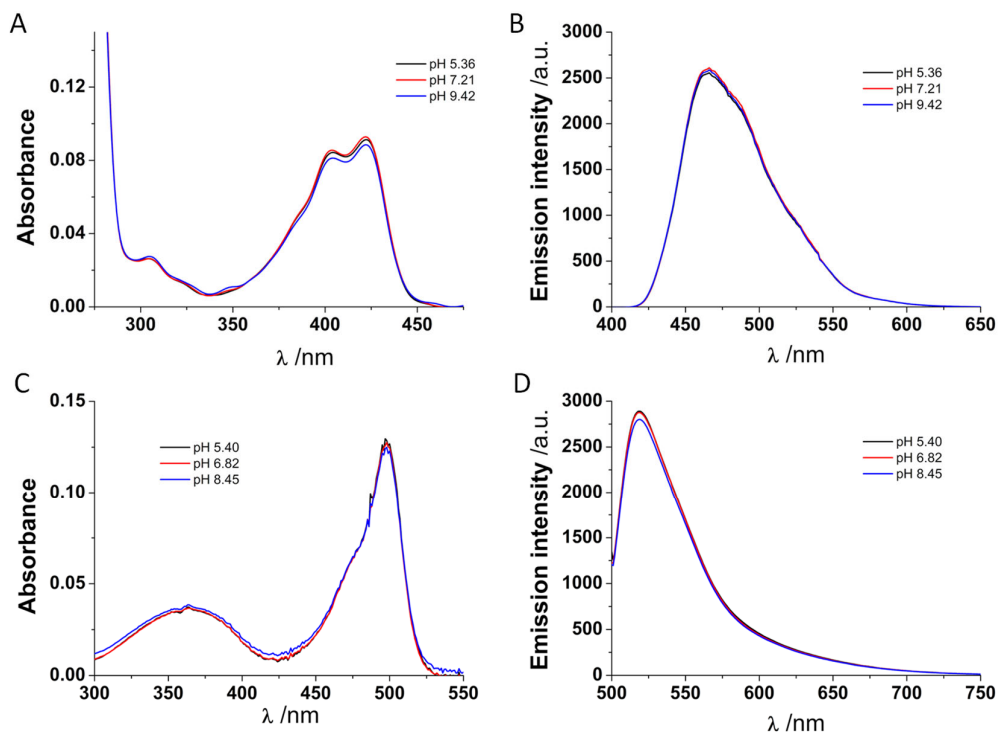 A
Absorbance
0.12
0.08
0.04
0.00
pH 5.36
pH 7.21
pH 9.42
300
350
400
450
λ /nm
B
Emission intensity /a.u.
3000
2500
2000
1500
1000
500
0
pH 5.36
pH 7.21
pH 9.42
400
450
500
550
600
650
λ /nm
C
Absorbance
0.15
0.10
0.05
0.00
pH 5.40
pH 6.82
pH 8.45
300
350
400
450
500
550
λ /nm
D
Emission intensity /a.u.
3000
2500
2000
1500
1000
500
0
pH 5.40
pH 6.82
pH 8.45
500
550
600
650
700
750
λ /nm